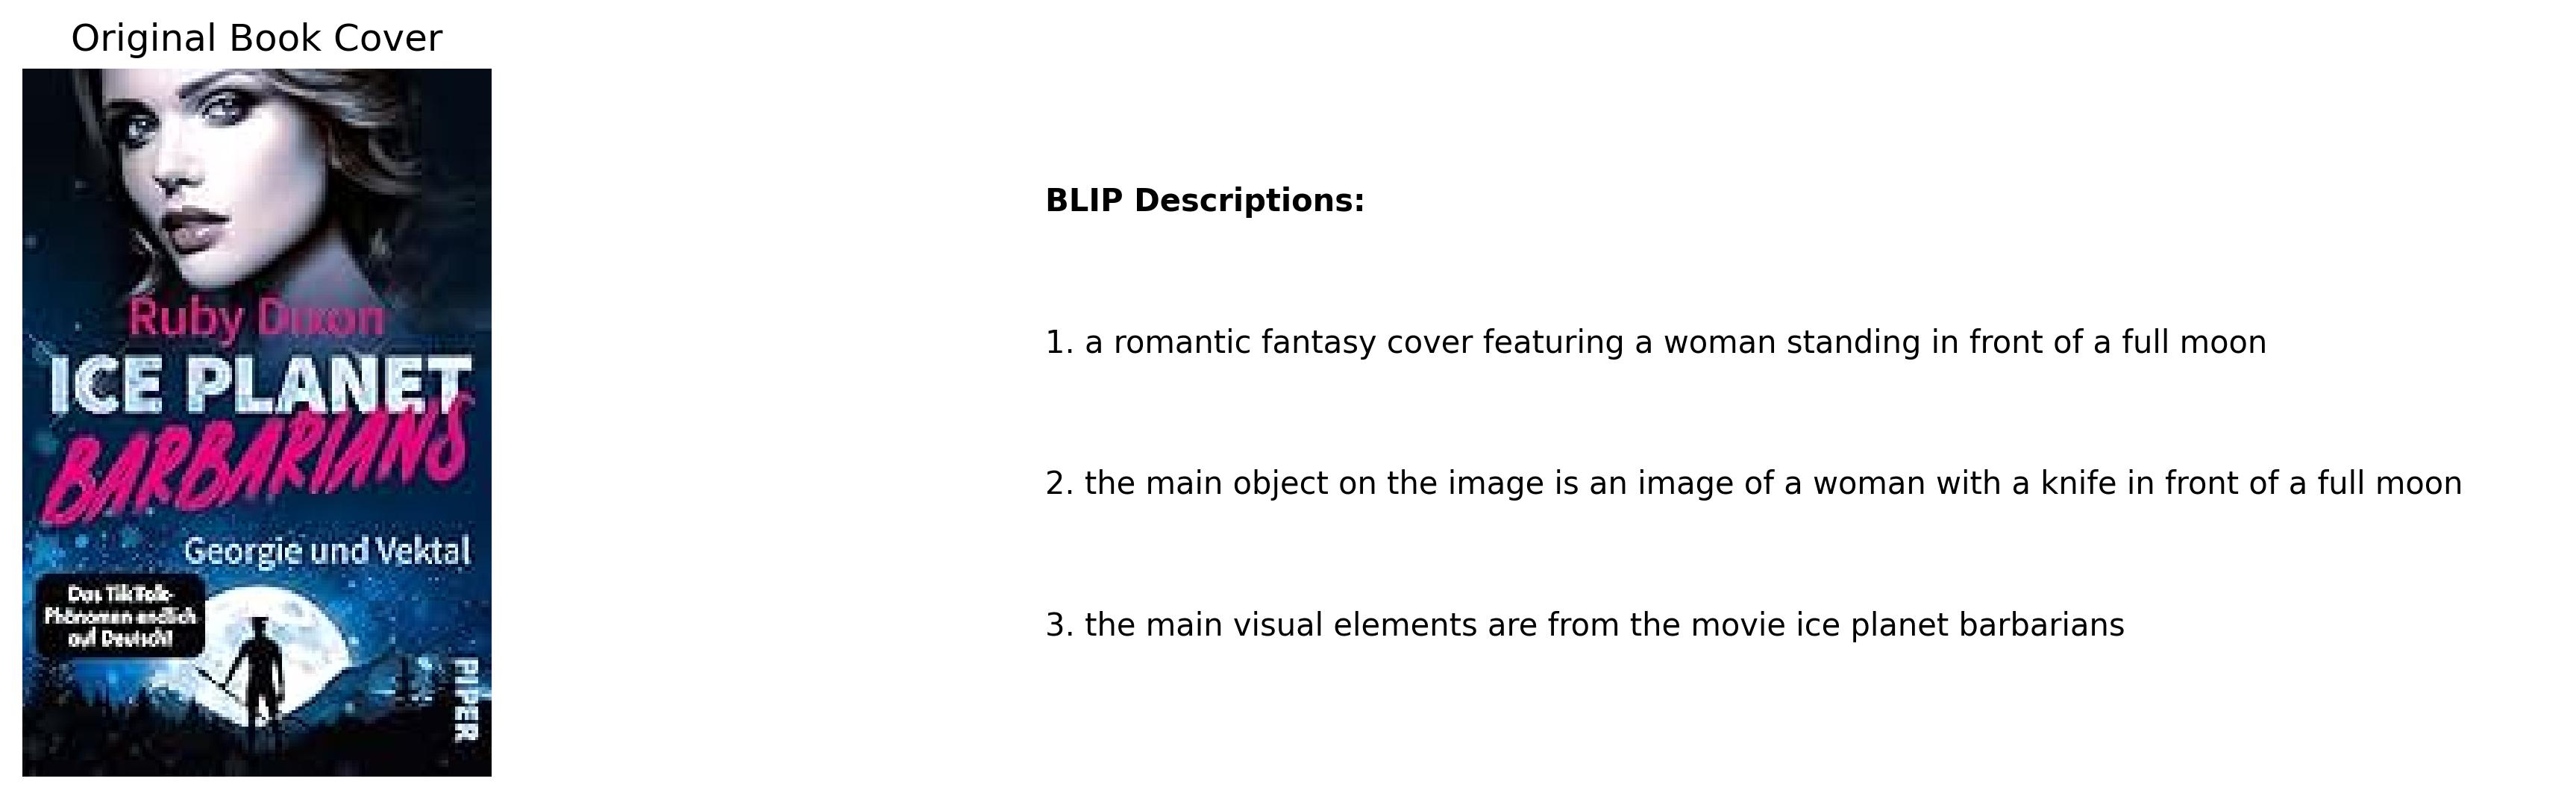 Original Book Cover
Ruby Dixon
ICE PLANET
BARBARIANS
Georgie und Vektal
Das TikTok-
Phänomen endlich
auf Deutsch!
PIPER
BLIP Descriptions:
1. a romantic fantasy cover featuring a woman standing in front of a full moon
2. the main object on the image is an image of a woman with a knife in front of a full moon
3. the main visual elements are from the movie ice planet barbarians